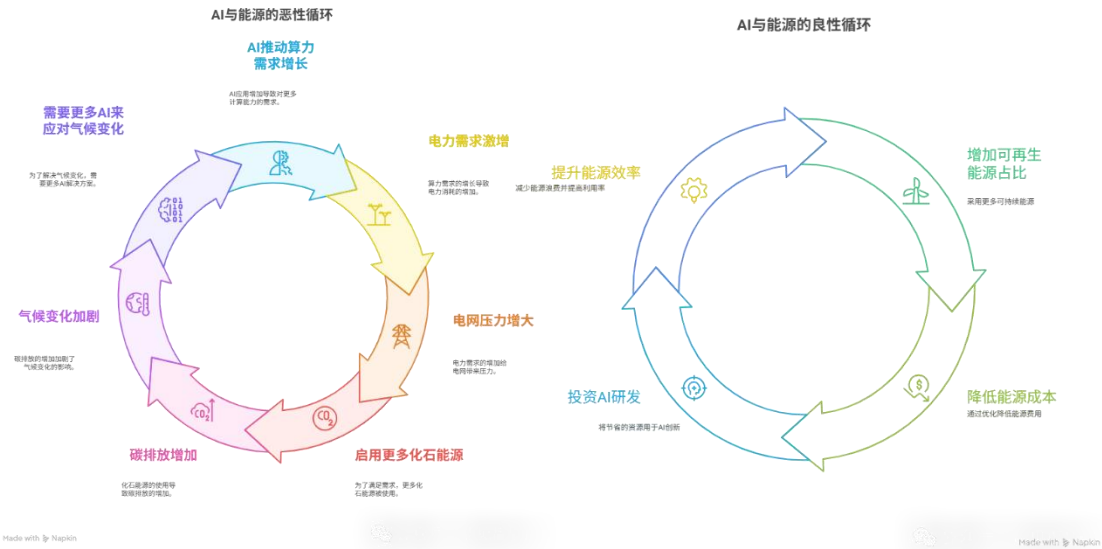 AI与能源的恶性循环
AI推动算力
需求增长
AI应用增加导致对更多
计算能力的需求。
需要更多AI来
应对气候变化
为了解决气候变化，需
要更多AI解决方案。
电力需求激增
算力需求的增长导致
电力消耗的增加。
01
110
001
01
气候变化加剧
碳排放的增加加剧了
气候变化的影响。
电网压力增大
电力需求的增加给
电网带来压力。
CO₂
CO₂
碳排放增加
化石能源的使用导
致碳排放的增加。
启用更多化石能源
为了满足需求，更多化
石能源被使用。
Made with Napkin
AI与能源的良性循环
提升能源效率
减少能源浪费并提高利用率
增加可再生
能源占比
采用更多可持续能源
投资AI研发
将节省的资源用于AI创新
$
降低能源成本
通过优化降低能源费用
Made with Napkin